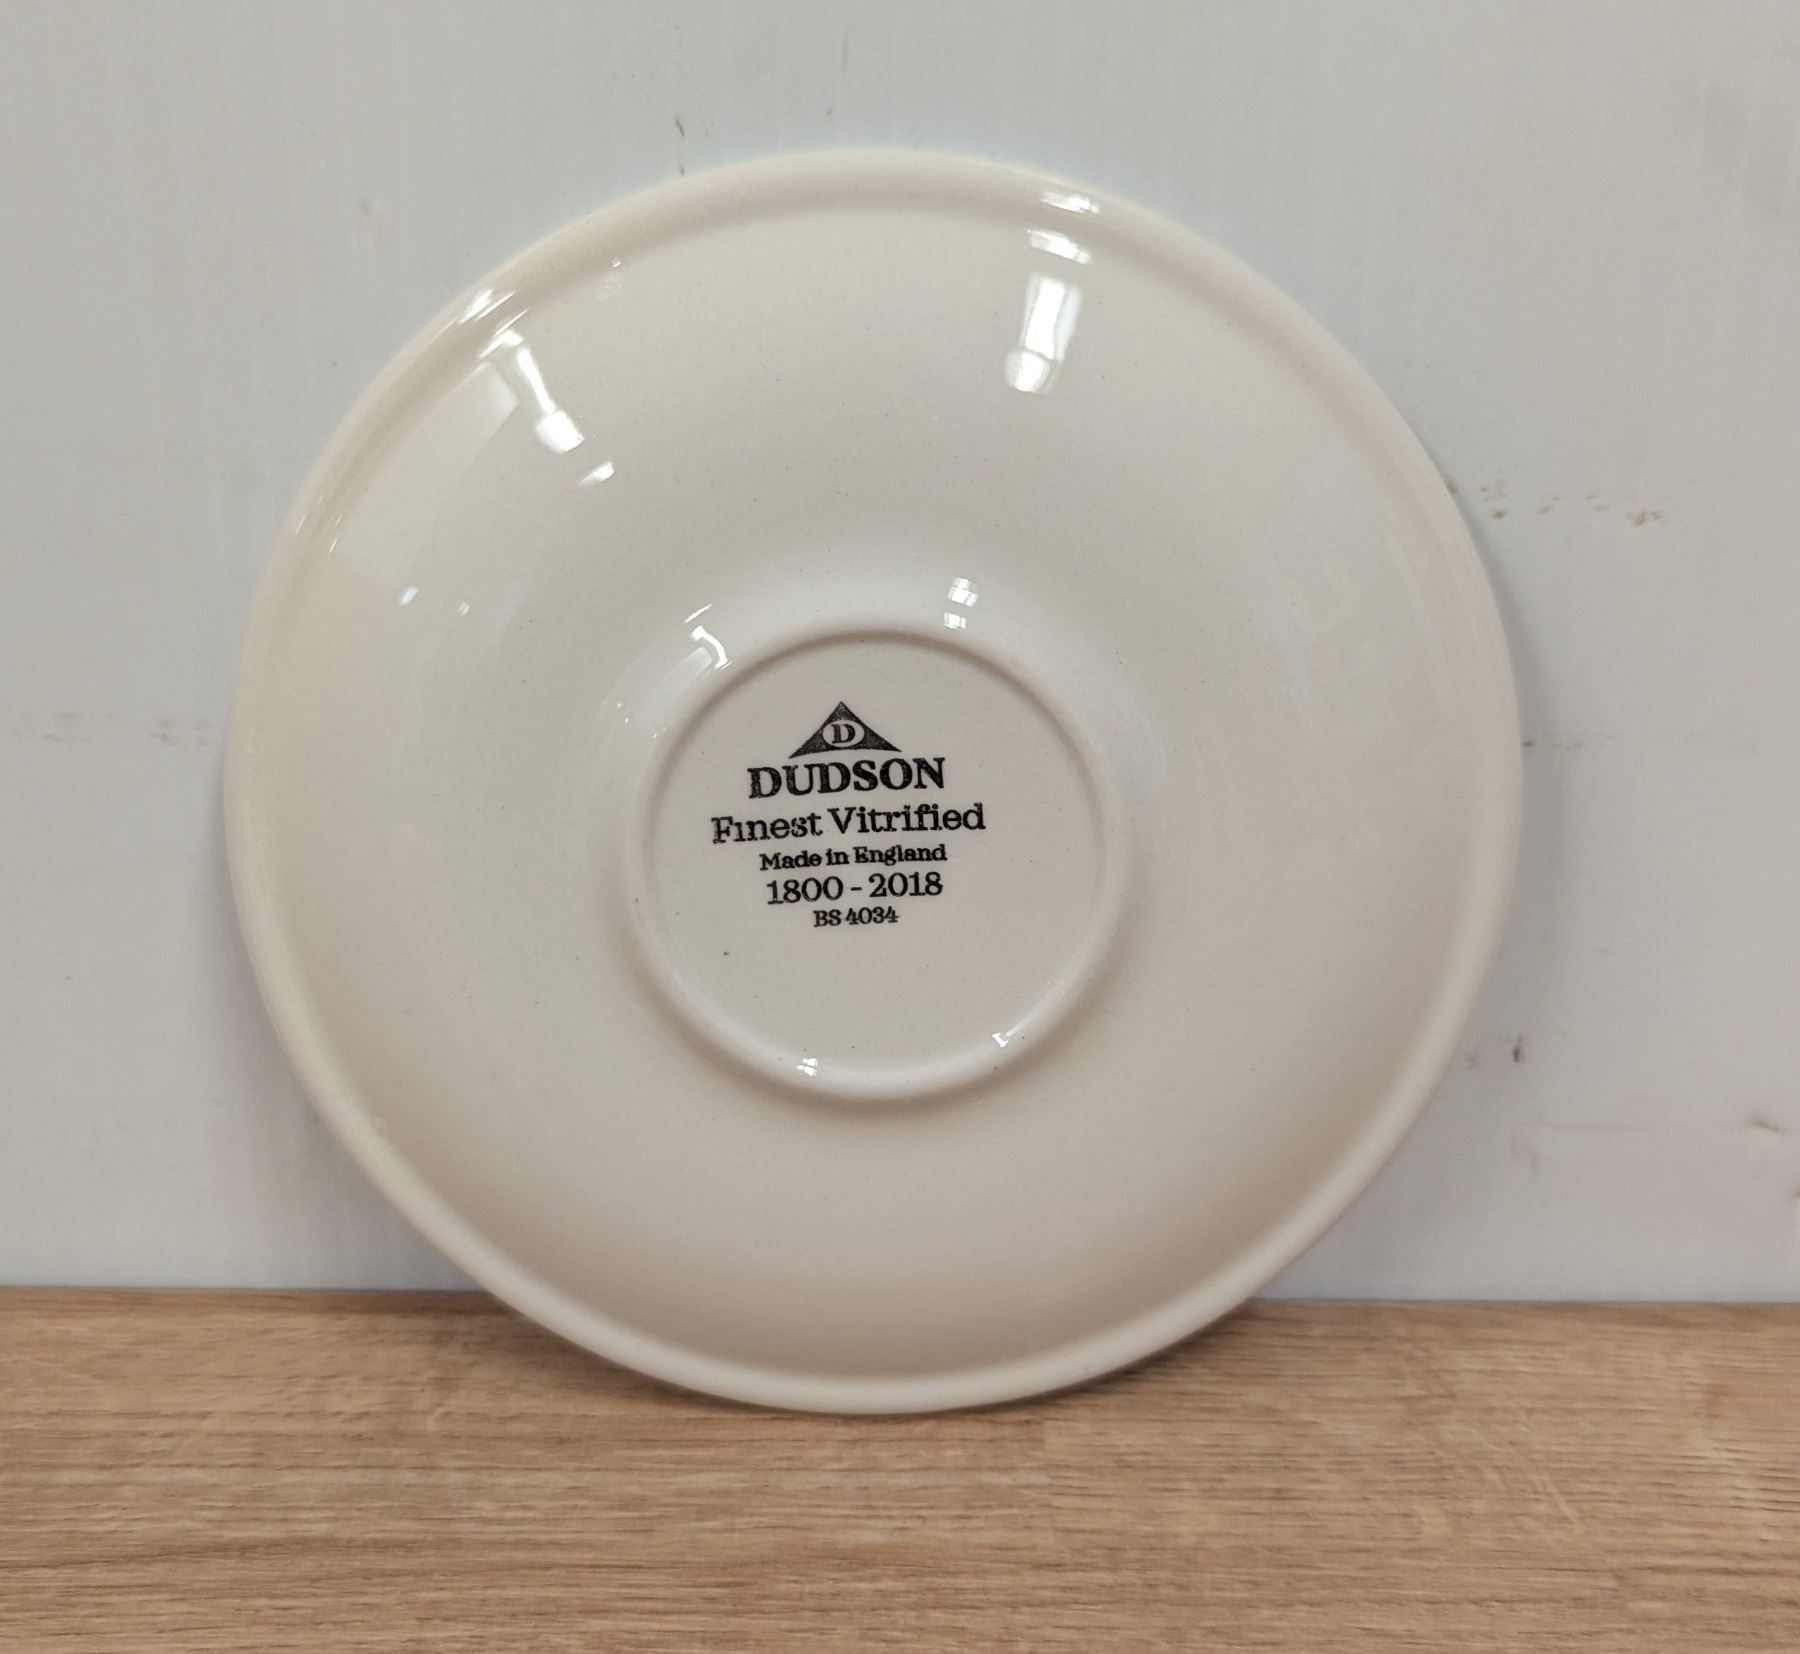 D
DUDSON
Finest Vitrified
Made in England
1800 - 2018
BS 4034